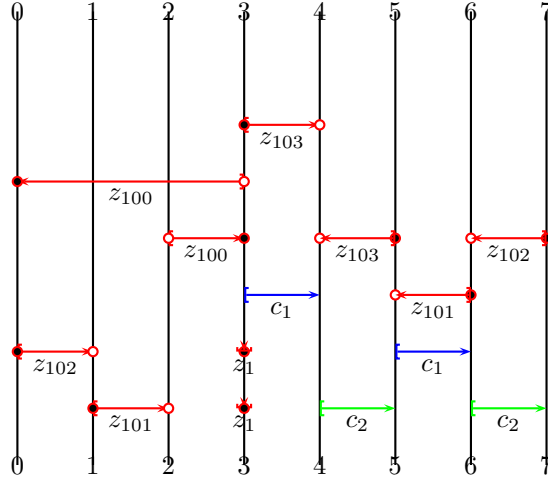 0 1 2 3 4 5 6 7
z₁₀₃
z₁₀₀
z₁₀₀ z₁₀₃ z₁₀₂
c₁ z₁₀₁
z₁₀₂ z₁ c₁
z₁₀₁ z₁ c₂ c₂
0 1 2 3 4 5 6 7